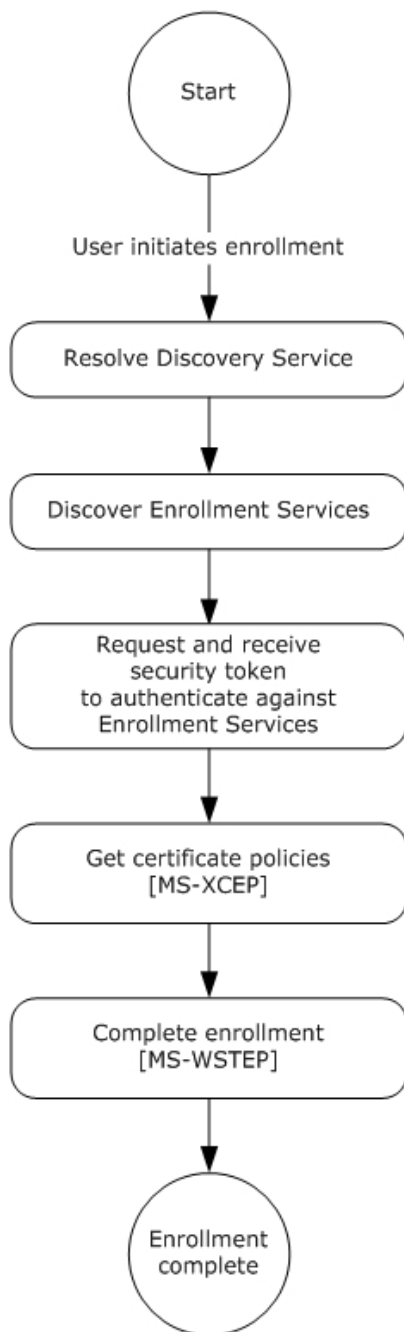 Start
User initiates enrollment
Resolve Discovery Service
Discover Enrollment Services
Request and receive
security token
to authenticate against
Enrollment Services
Get certificate policies
[MS-XCEP]
Complete enrollment
[MS-WSTEP]
Enrollment
complete